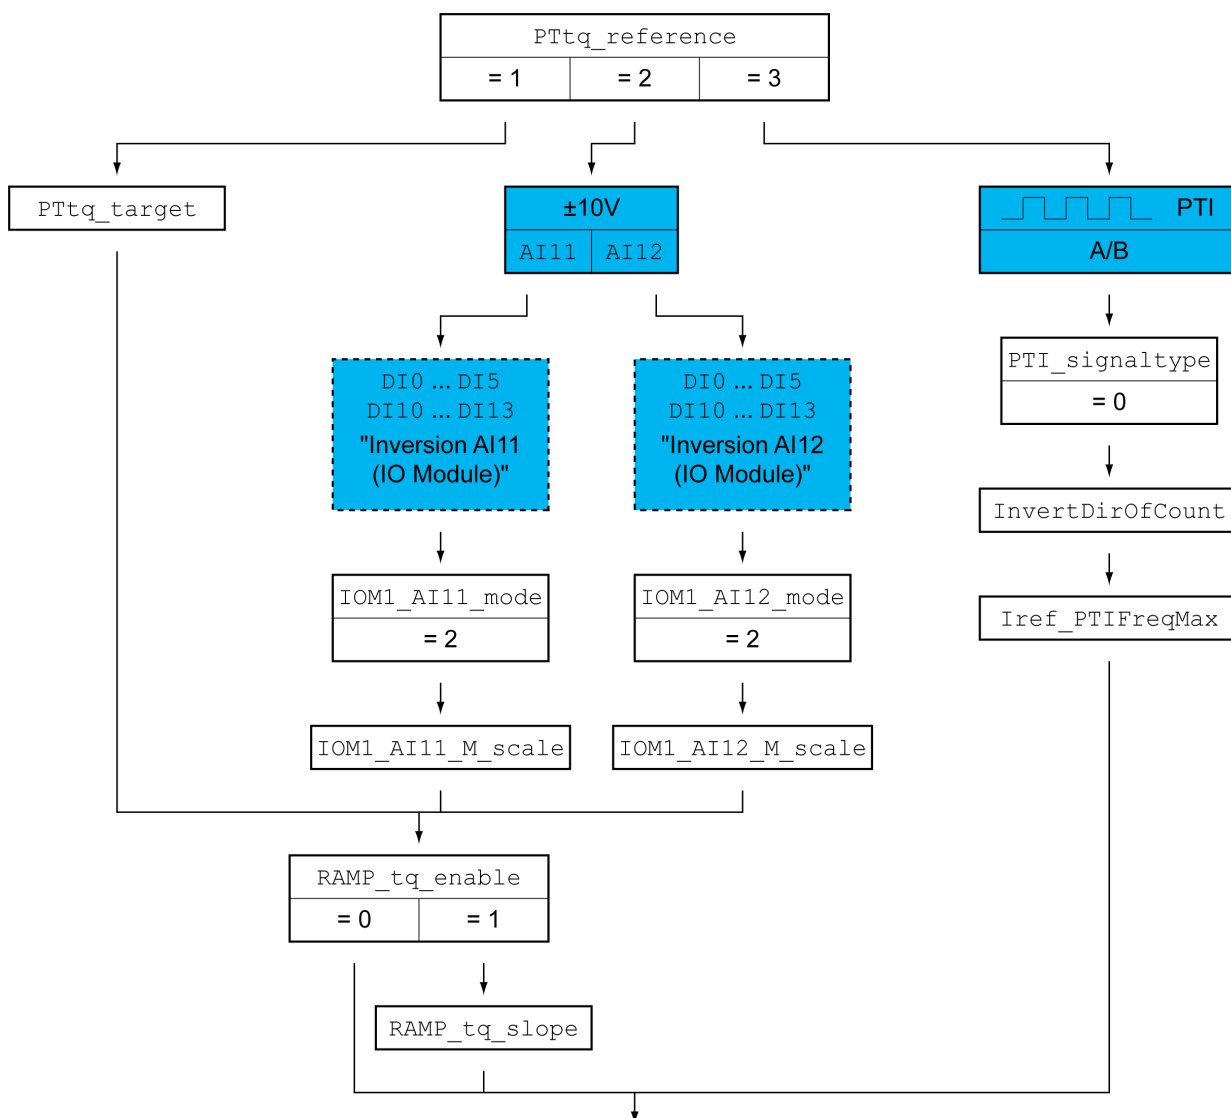 PTtq_reference
= 1
= 2
= 3
PTtq_target
±10V
AI11
AI12
PTI
A/B
DI0 ... DI5
DI10 ... DI13
"Inversion AI11
(IO Module)"
DI0 ... DI5
DI10 ... DI13
"Inversion AI12
(IO Module)"
PTI_signaltype
= 0
InvertDirOfCount
IOM1_AI11_mode
= 2
IOM1_AI12_mode
= 2
Iref_PTIFreqMax
IOM1_AI11_M_scale
IOM1_AI12_M_scale
RAMP_tq_enable
= 0
= 1
RAMP_tq_slope